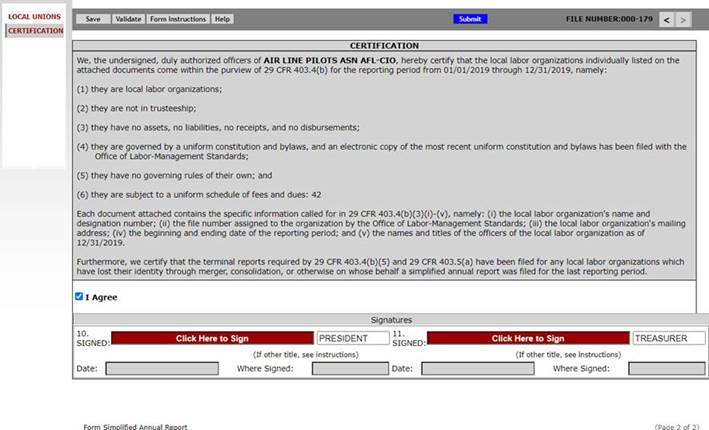 LOCAL UNIONS
CERTIFICATION
Save Validate Form Instructions Help Submit FILE NUMBER:000-179 < >
CERTIFICATION
We, the undersigned, duly authorized officers of AIR LINE PILOTS ASN AFL-CIO, hereby certify that the local labor organizations individually listed on the
attached documents come within the purview of 29 CFR 403.4(b) for the reporting period from 01/01/2019 through 12/31/2019, namely:
(1) they are local labor organizations;
(2) they are not in trusteeship;
(3) they have no assets, no liabilities, no receipts, and no disbursements;
(4) they are governed by a uniform constitution and bylaws, and an electronic copy of the most recent uniform constitution and bylaws has been filed with the
Office of Labor-Management Standards;
(5) they have no governing rules of their own; and
(6) they are subject to a uniform schedule of fees and dues: 42
Each document attached contains the specific information called for in 29 CFR 403.4(b)(3)(i)-(v), namely: (i) the local labor organization's name and
designation number; (ii) the file number assigned to the organization by the Office of Labor-Management Standards; (iii) the local labor organization's mailing
address; (iv) the beginning and ending date of the reporting period; and (v) the names and titles of the officers of the local labor organization as of
12/31/2019.
Furthermore, we certify that the terminal reports required by 29 CFR 403.4(b)(5) and 29 CFR 403.5(a) have been filed for any local labor organizations which
have lost their identity through merger, consolidation, or otherwise on whose behalf a simplified annual report was filed for the last reporting period.
I Agree
Signatures
10. SIGNED: Click Here to Sign PRESIDENT 11. SIGNED: Click Here to Sign TREASURER
(If other title, see instructions) (If other title, see instructions)
Date: Where Signed: Date: Where Signed:
Form Simplified Annual Report (Page 2 of 2)